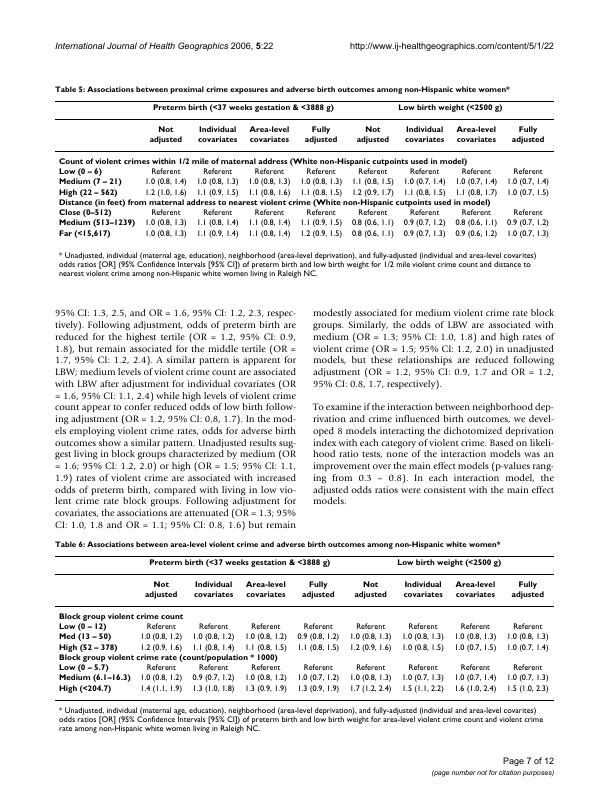 International Journal of Health Geographics 2006, 5:22 http://www.ij-healthgeographics.com/content/5/1/22
Table 5: Associations between proximal crime exposures and adverse birth outcomes among non-Hispanic white women*
Preterm birth (<37 weeks gestation & <3888 g) Low birth weight (<2500 g)
Not adjusted Individual covariates Area-level covariates Fully adjusted Not adjusted Individual covariates Area-level covariates Fully adjusted
Count of violent crimes within 1/2 mile of maternal address (White non-Hispanic cutpoints used in model)
Low (0 – 6) Referent Referent Referent Referent Referent Referent Referent Referent
Medium (7 – 21) 1.0 (0.8, 1.4) 1.0 (0.8, 1.3) 1.0 (0.8, 1.3) 1.0 (0.8, 1.3) 1.1 (0.8, 1.5) 1.0 (0.7, 1.4) 1.0 (0.7, 1.4) 1.0 (0.7, 1.4)
High (22 – 562) 1.2 (1.0, 1.6) 1.1 (0.9, 1.5) 1.1 (0.8, 1.6) 1.1 (0.8, 1.5) 1.2 (0.9, 1.7) 1.1 (0.8, 1.5) 1.1 (0.8, 1.7) 1.0 (0.7, 1.5)
Distance (in feet) from maternal address to nearest violent crime (White non-Hispanic cutpoints used in model)
Close (0–512) Referent Referent Referent Referent Referent Referent Referent Referent
Medium (513–1239) 1.0 (0.8, 1.3) 1.1 (0.8, 1.4) 1.1 (0.8, 1.4) 1.1 (0.9, 1.5) 0.8 (0.6, 1.1) 0.9 (0.7, 1.2) 0.8 (0.6, 1.1) 0.9 (0.7, 1.2)
Far (<15,617) 1.0 (0.8, 1.3) 1.1 (0.9, 1.4) 1.1 (0.8, 1.4) 1.2 (0.9, 1.5) 0.8 (0.6, 1.1) 0.9 (0.7, 1.3) 0.9 (0.6, 1.2) 1.0 (0.7, 1.3)
* Unadjusted, individual (maternal age, education), neighborhood (area-level deprivation), and fully-adjusted (individual and area-level covarites)
odds ratios [OR] (95% Confidence Intervals [95% CI]) of preterm birth and low birth weight for 1/2 mile violent crime count and distance to
nearest violent crime among non-Hispanic white women living in Raleigh NC.
95% CI: 1.3, 2.5, and OR = 1.6, 95% CI: 1.2, 2.3, respec-
tively). Following adjustment, odds of preterm birth are
reduced for the highest tertile (OR = 1.2, 95% CI: 0.9,
1.8), but remain associated for the middle tertile (OR =
1.7, 95% CI: 1.2, 2.4). A similar pattern is apparent for
LBW; medium levels of violent crime count are associated
with LBW after adjustment for individual covariates (OR
= 1.6, 95% CI: 1.1, 2.4) while high levels of violent crime
count appear to confer reduced odds of low birth follow-
ing adjustment (OR = 1.2, 95% CI: 0.8, 1.7). In the mod-
els employing violent crime rates, odds for adverse birth
outcomes show a similar pattern. Unadjusted results sug-
gest living in block groups characterized by medium (OR
= 1.6; 95% CI: 1.2, 2.0) or high (OR = 1.5; 95% CI: 1.1,
1.9) rates of violent crime are associated with increased
odds of preterm birth, compared with living in low vio-
lent crime rate block groups. Following adjustment for
covariates, the associations are attenuated (OR = 1.3; 95%
CI: 1.0, 1.8 and OR = 1.1; 95% CI: 0.8, 1.6) but remain
modestly associated for medium violent crime rate block
groups. Similarly, the odds of LBW are associated with
medium (OR = 1.3; 95% CI: 1.0, 1.8) and high rates of
violent crime (OR = 1.5; 95% CI: 1.2, 2.0) in unadjusted
models, but these relationships are reduced following
adjustment (OR = 1.2, 95% CI: 0.9, 1.7 and OR = 1.2,
95% CI: 0.8, 1.7, respectively).
To examine if the interaction between neighborhood dep-
rivation and crime influenced birth outcomes, we devel-
oped 8 models interacting the dichotomized deprivation
index with each category of violent crime. Based on likeli-
hood ratio tests, none of the interaction models was an
improvement over the main effect models (p-values rang-
ing from 0.3 – 0.8). In each interaction model, the
adjusted odds ratios were consistent with the main effect
models.
Table 6: Associations between area-level violent crime and adverse birth outcomes among non-Hispanic white women*
Preterm birth (<37 weeks gestation & <3888 g) Low birth weight (<2500 g)
Not adjusted Individual covariates Area-level covariates Fully adjusted Not adjusted Individual covariates Area-level covariates Fully adjusted
Block group violent crime count
Low (0 – 12) Referent Referent Referent Referent Referent Referent Referent
Med (13 – 50) 1.0 (0.8, 1.2) 1.0 (0.8, 1.2) 1.0 (0.8, 1.2) 0.9 (0.8, 1.2) 1.0 (0.8, 1.3) 1.0 (0.8, 1.3) 1.0 (0.8, 1.3) 1.0 (0.8, 1.3)
High (52 – 378) 1.2 (0.9, 1.6) 1.1 (0.8, 1.4) 1.1 (0.8, 1.5) 1.1 (0.8, 1.5) 1.2 (0.9, 1.6) 1.0 (0.8, 1.5) 1.0 (0.7, 1.5) 1.0 (0.7, 1.4)
Block group violent crime rate (count/population * 1000)
Low (0 – 5.7) Referent Referent Referent Referent Referent Referent Referent Referent
Medium (6.1–16.3) 1.0 (0.8, 1.2) 0.9 (0.7, 1.2) 1.0 (0.8, 1.2) 1.0 (0.7, 1.2) 1.0 (0.8, 1.3) 1.0 (0.7, 1.3) 1.0 (0.7, 1.4) 1.0 (0.7, 1.3)
High (<204.7) 1.4 (1.1, 1.9) 1.3 (1.0, 1.8) 1.3 (0.9, 1.9) 1.3 (0.9, 1.9) 1.7 (1.2, 2.4) 1.5 (1.1, 2.2) 1.6 (1.0, 2.4) 1.5 (1.0, 2.3)
* Unadjusted, individual (maternal age, education), neighborhood (area-level deprivation), and fully-adjusted (individual and area-level covarites)
odds ratios [OR] (95% Confidence Intervals [95% CI]) of preterm birth and low birth weight for area-level violent crime count and violent crime
rate among non-Hispanic white women living in Raleigh NC.
Page 7 of 12
(page number not for citation purposes)